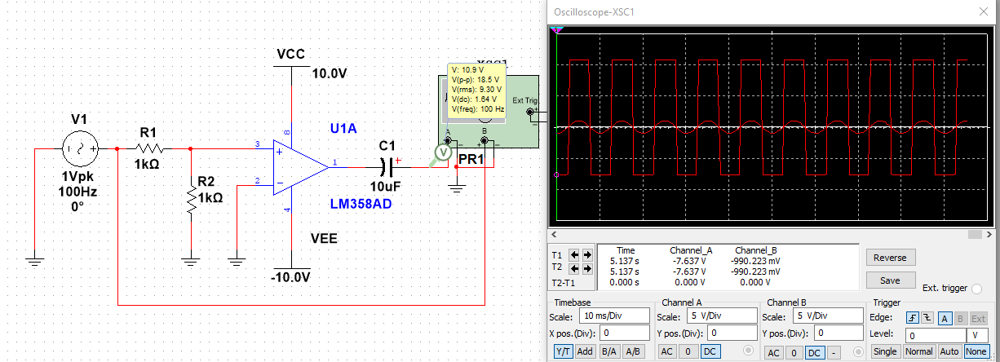 Oscilloscope-XSC1
VCC
10.0V
V: 10.9 V
V(p-p): 18.5 V
V(rms): 9.30 V
V(dc): 1.64 V
V(freq): 100 Hz
Ext Trig
+
−
A
B
+
−
+
−
V
PR1
V1
1Vpk
100Hz
0°
R1
1kΩ
R2
1kΩ
U1A
8
3
2
1
4
+
−
LM358AD
C1
+
10uF
VEE
-10.0V
T1
T2
T2-T1
Time Channel_A Channel_B
5.137 s -7.637 V -990.223 mV
5.137 s -7.637 V -990.223 mV
0.000 s 0.000 V 0.000 V
Reverse
Save
Ext. trigger
Timebase
Scale: 10 ms/Div
X pos.(Div): 0
Y/T Add B/A A/B
Channel A
Scale: 5 V/Div
Y pos.(Div): 0
AC 0 DC
Channel B
Scale: 5 V/Div
Y pos.(Div): 0
AC 0 DC -
Trigger
Edge: A B Ext
Level: 0 V
Single Normal Auto None